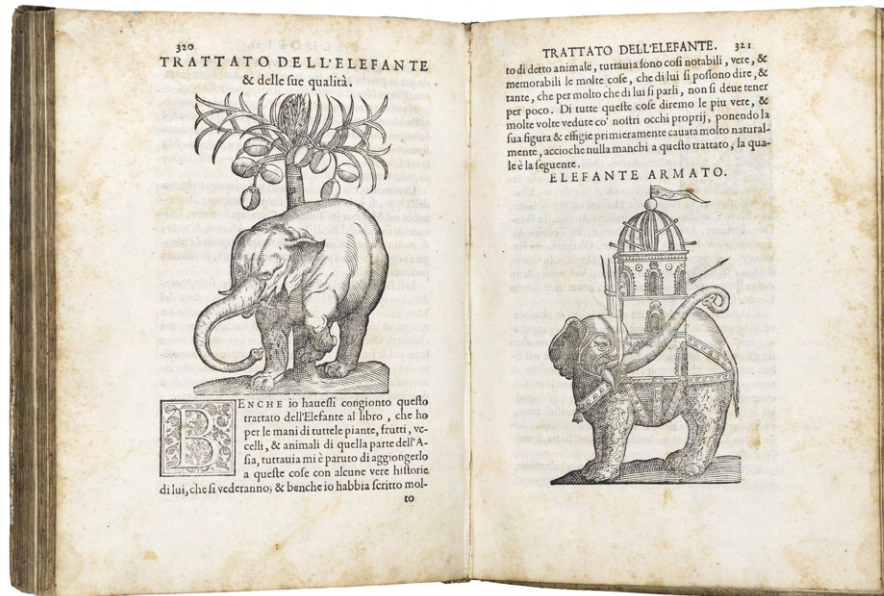 320
TRATTATO DELL'ELEFANTE
& delle sue qualità.
BENCHE io hauessi congionto questo
trattato dell'Elefante al libro, che ho
per le mani di tuttele piante, frutti, vc-
celli, & animali di quella parte dell'A-
sia, tuttauia mi è paruto di aggiongerlo
a queste cose con alcune vere historie
di lui, che si vederanno; & benche io habbia scritto mol-
to
TRATTATO DELL'ELEFANTE. 321
to di detto animale, tuttauia sono cosi notabili, vere, &
memorabili le molte cose, che di lui si possono dire, &
tante, che per molto che di lui si parli, non si deue tener
per poco. Di tutte queste cose diremo le piu vere, &
molte volte vedute co' nostri occhi proprij, ponendo la
sua figura & effigie primieramente cauata molto natural-
mente, accioche nulla manchi a questo trattato, la qua-
le è la seguente.
ELEFANTE ARMATO.